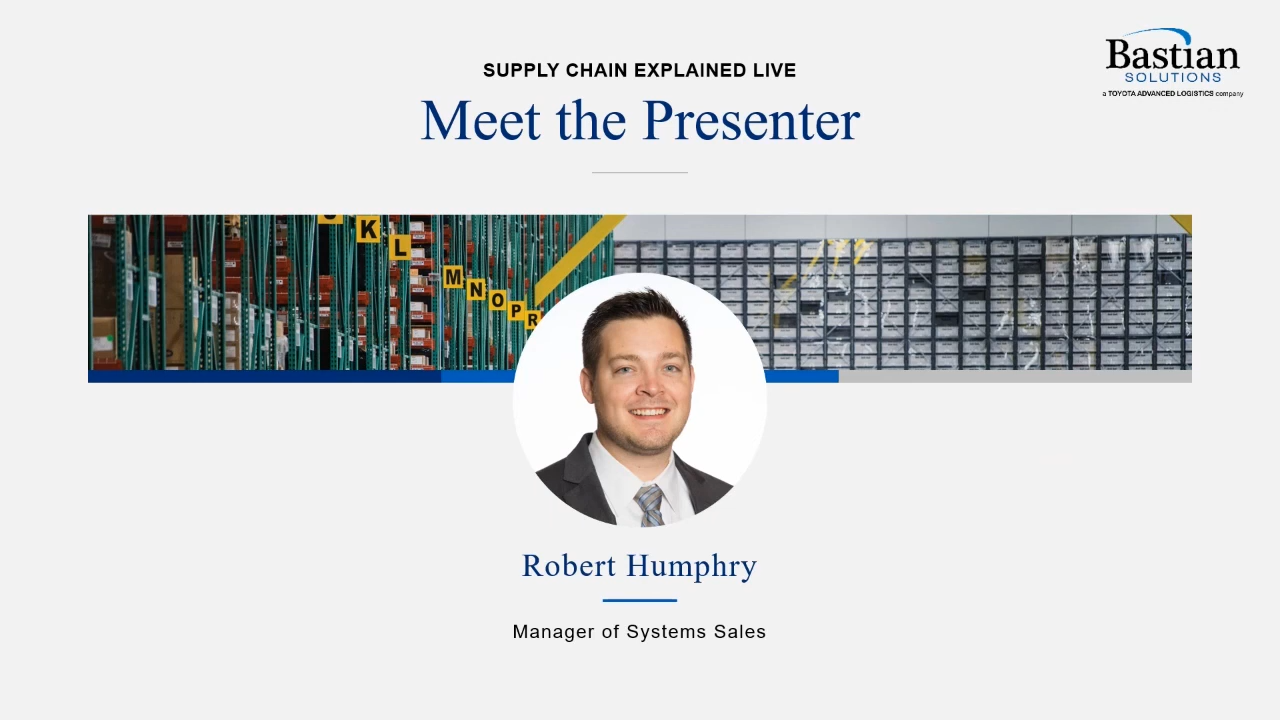 SUPPLY CHAIN EXPLAINED LIVE
Bastian
SOLUTIONS
a TOYOTA ADVANCED LOGISTICS company
Meet the Presenter
K
L
M
N
O
P
R
Robert Humphry
Manager of Systems Sales